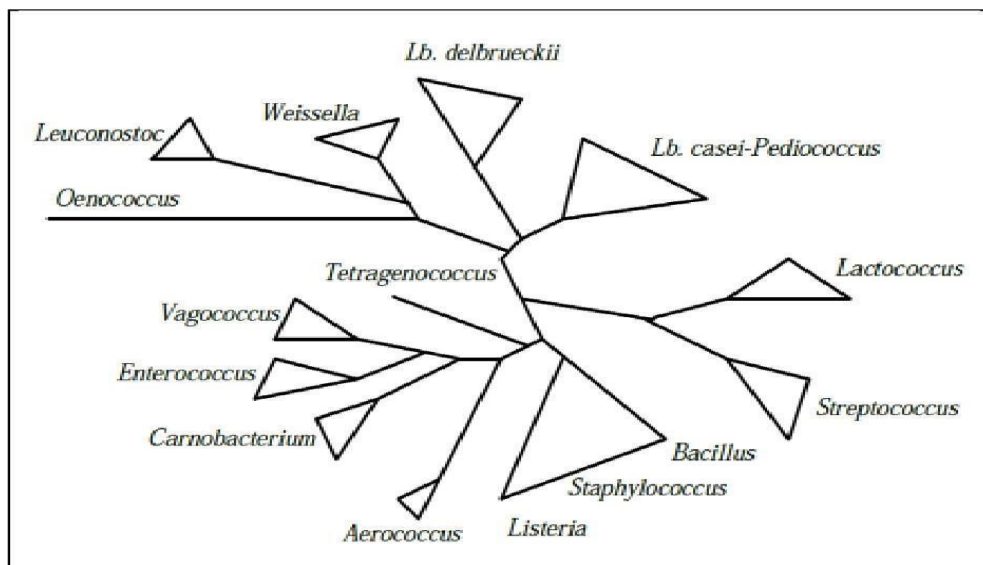 Lb. delbrueckii
Weissella
Leuconostoc
Lb. casei-Pediococcus
Oenococcus
Tetragenococcus
Lactococcus
Vagococcus
Enterococcus
Streptococcus
Carnobacterium
Bacillus
Staphylococcus
Aerococcus
Listeria